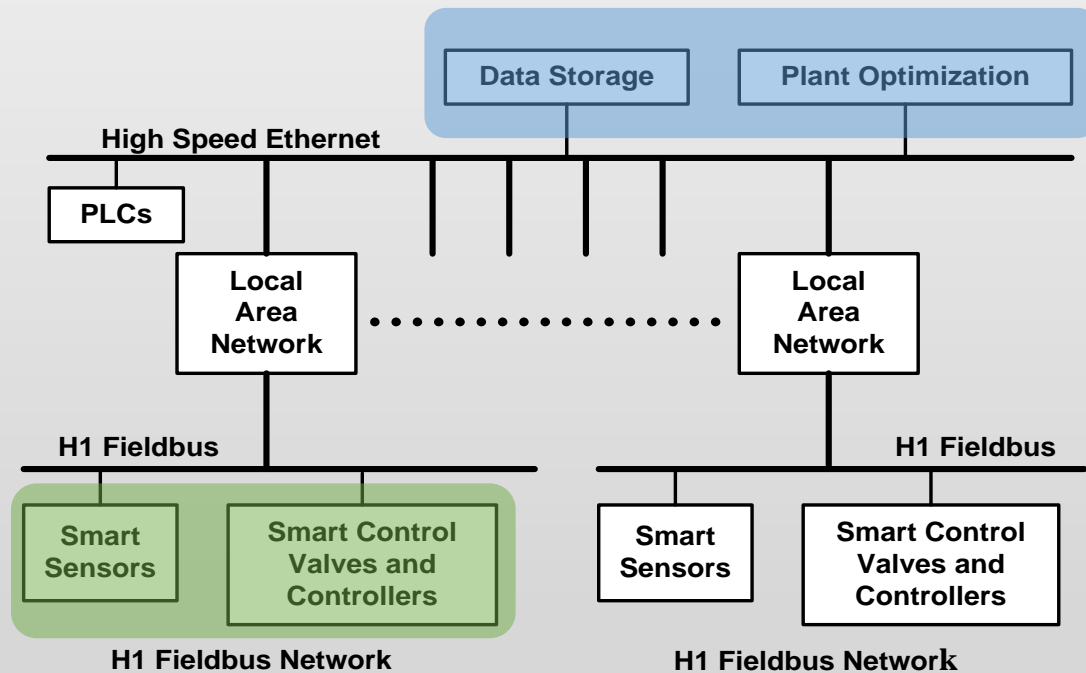 Data Storage
Plant Optimization
High Speed Ethernet
PLCs
Local
Area
Network
Local
Area
Network
H1 Fieldbus
H1 Fieldbus
Smart
Sensors
Smart Control
Valves and
Controllers
Smart
Sensors
Smart Control
Valves and
Controllers
H1 Fieldbus Network
H1 Fieldbus Network